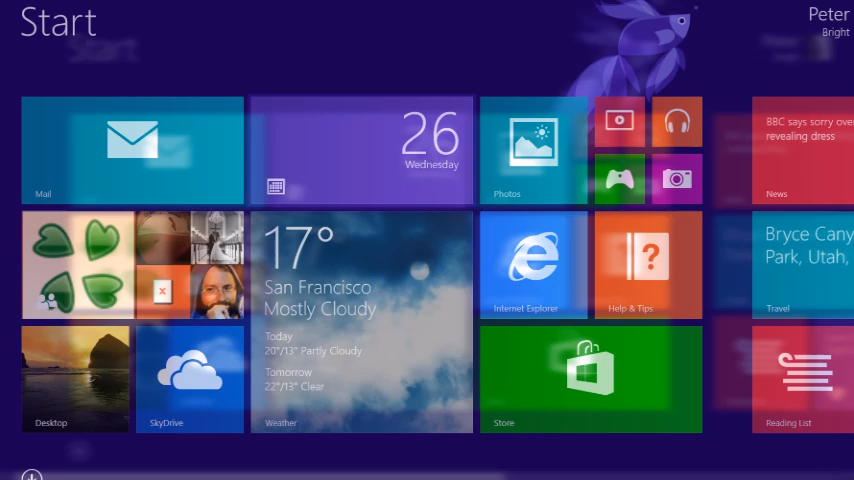 Start
Peter
Bright
26
Wednesday
Mail
Photos
BBC says sorry over
revealing dress
News
17°
San Francisco
Mostly Cloudy
Today
20°/13° Partly Cloudy
Tomorrow
22°/13° Clear
Weather
Internet Explorer
Help & Tips
Bryce Cany
Park, Utah,
Travel
Desktop
SkyDrive
Store
Reading List